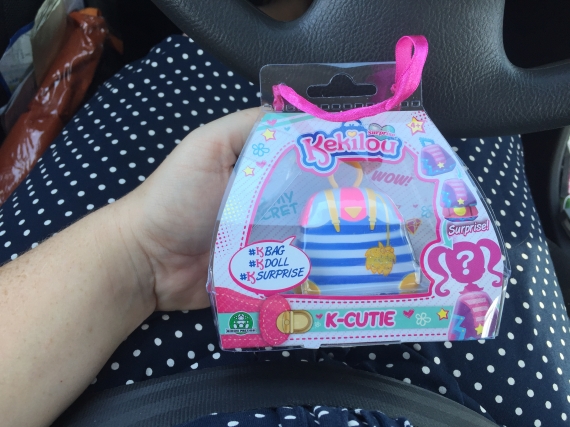 surprise
Kekilou
WOW!
MY
CRET
Surprise!
?
#KBAG
#KDOLL
#KSURPRISE
K-CUTIE